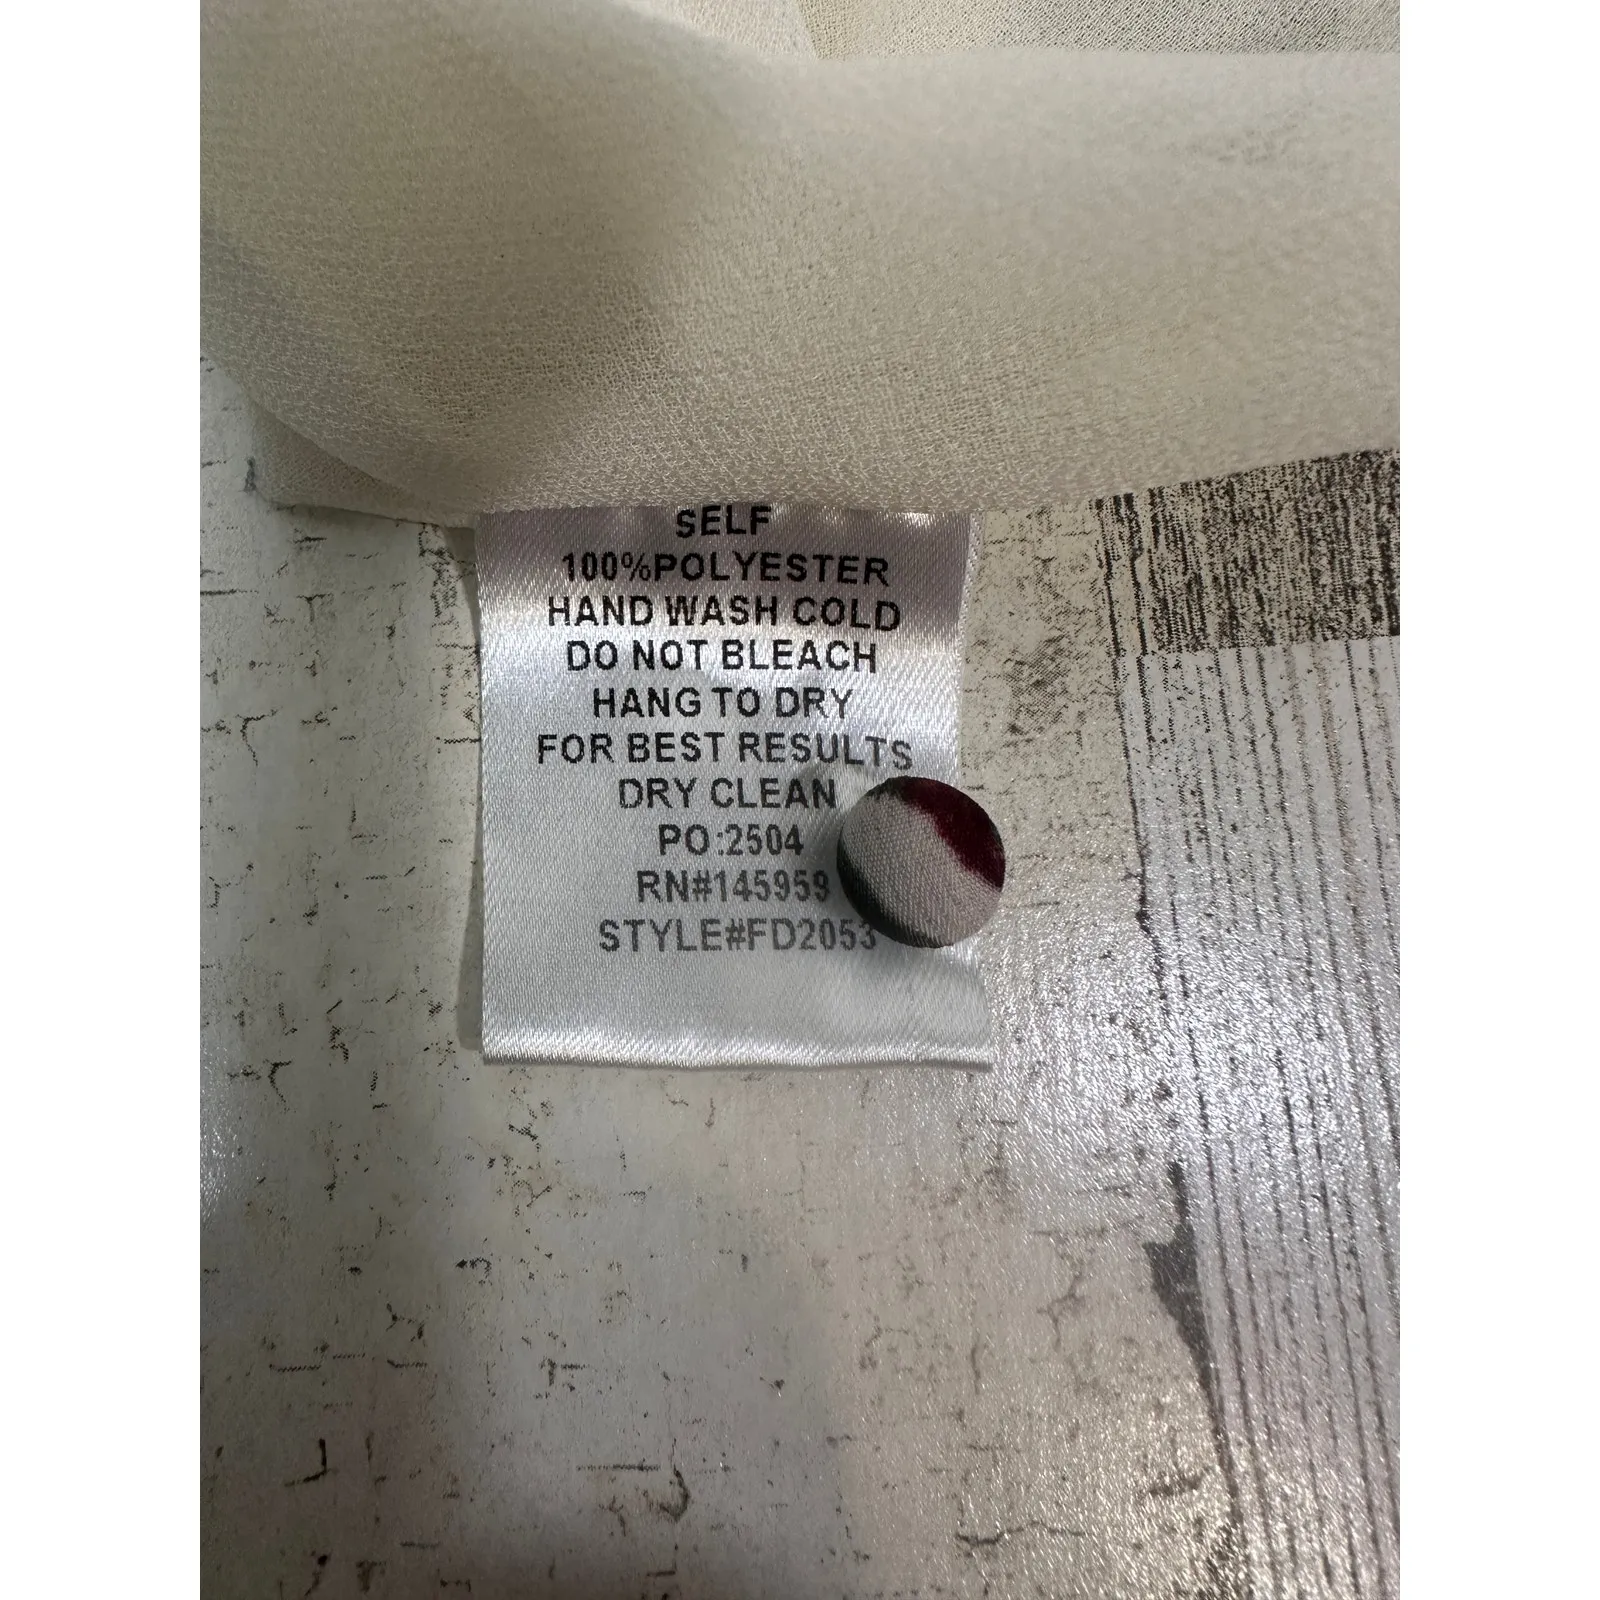 SELF
100%POLYESTER
HAND WASH COLD
DO NOT BLEACH
HANG TO DRY
FOR BEST RESULTS
DRY CLEAN
PO:2504
RN#145959
STYLE#FD2053